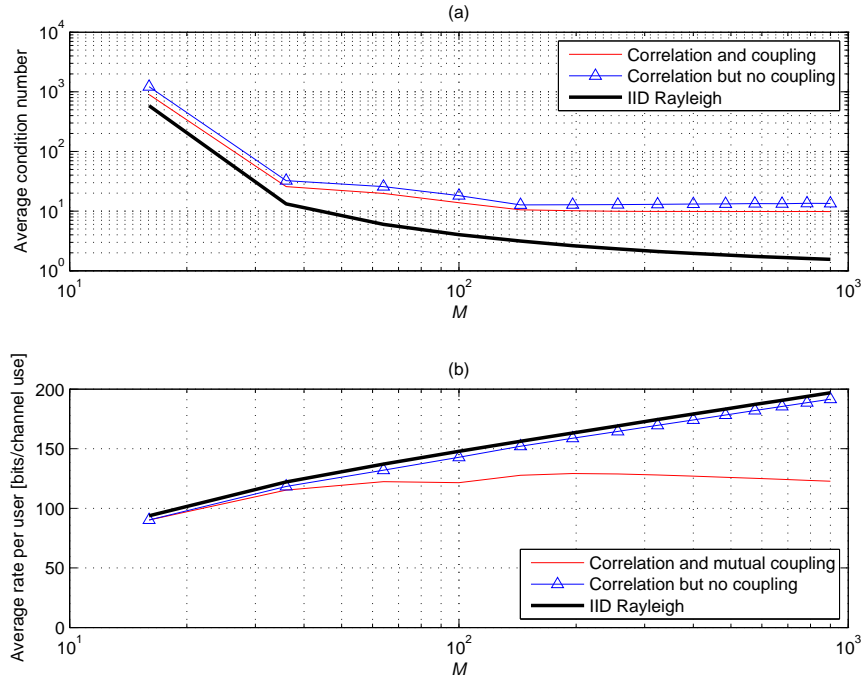 (a)
Average condition number
10^4
10^3
10^2
10^1
10^0
Correlation and coupling
Correlation but no coupling
IID Rayleigh
10^1
10^2
10^3
M
(b)
Average rate per user [bits/channel use]
200
150
100
50
0
Correlation and mutual coupling
Correlation but no coupling
IID Rayleigh
10^1
10^2
10^3
M